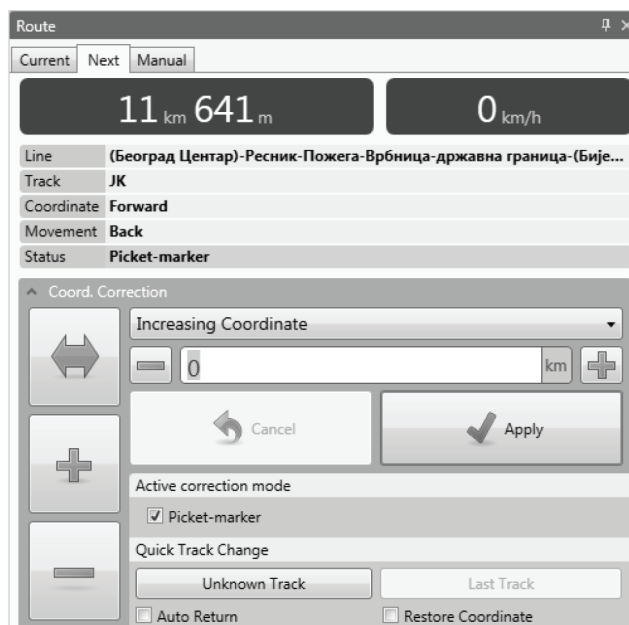 Route
Current Next Manual
11 km 641 m 0 km/h
Line (Београд Центар)-Ресник-Пожега-Врбница-државна граница-(Бије...
Track JK
Coordinate Forward
Movement Back
Status Picket-marker
Coord. Correction
Increasing Coordinate
0 km
Cancel Apply
Active correction mode
Picket-marker
Quick Track Change
Unknown Track Last Track
Auto Return Restore Coordinate